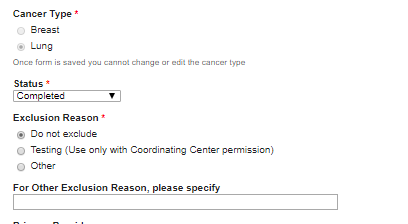 Cancer Type *
Breast
Lung
Once form is saved you cannot change or edit the cancer type
Status *
Completed
Exclusion Reason *
Do not exclude
Testing (Use only with Coordinating Center permission)
Other
For Other Exclusion Reason, please specify